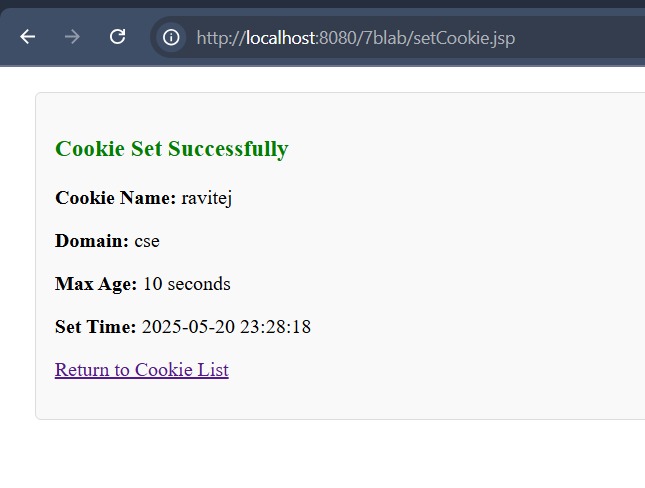 http://localhost:8080/7blab/setCookie.jsp
Cookie Set Successfully
Cookie Name: ravitej
Domain: cse
Max Age: 10 seconds
Set Time: 2025-05-20 23:28:18
Return to Cookie List